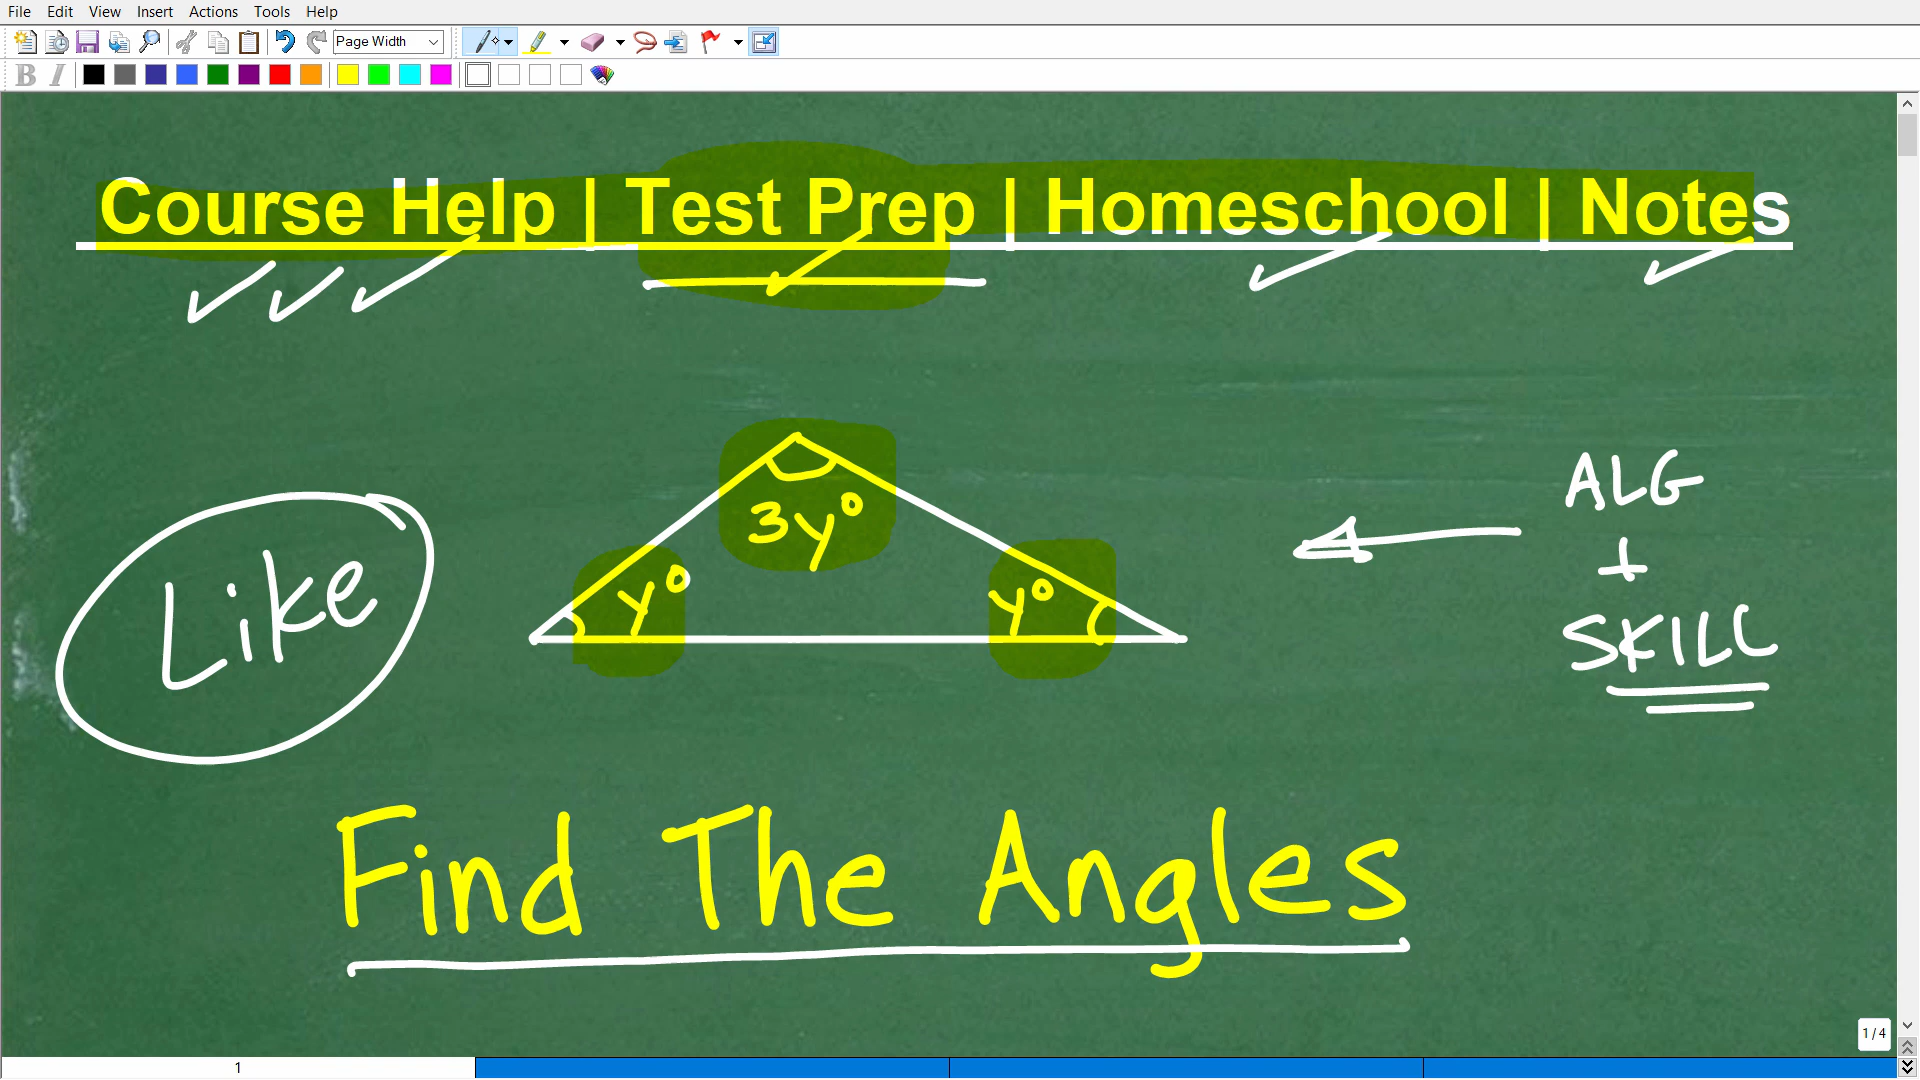 File Edit View Insert Actions Tools Help
Page Width
B I
Course Help | Test Prep | Homeschool | Notes
3y°
y° y°
Like
ALG
+
SKILL
Find The Angles
1 / 4
1